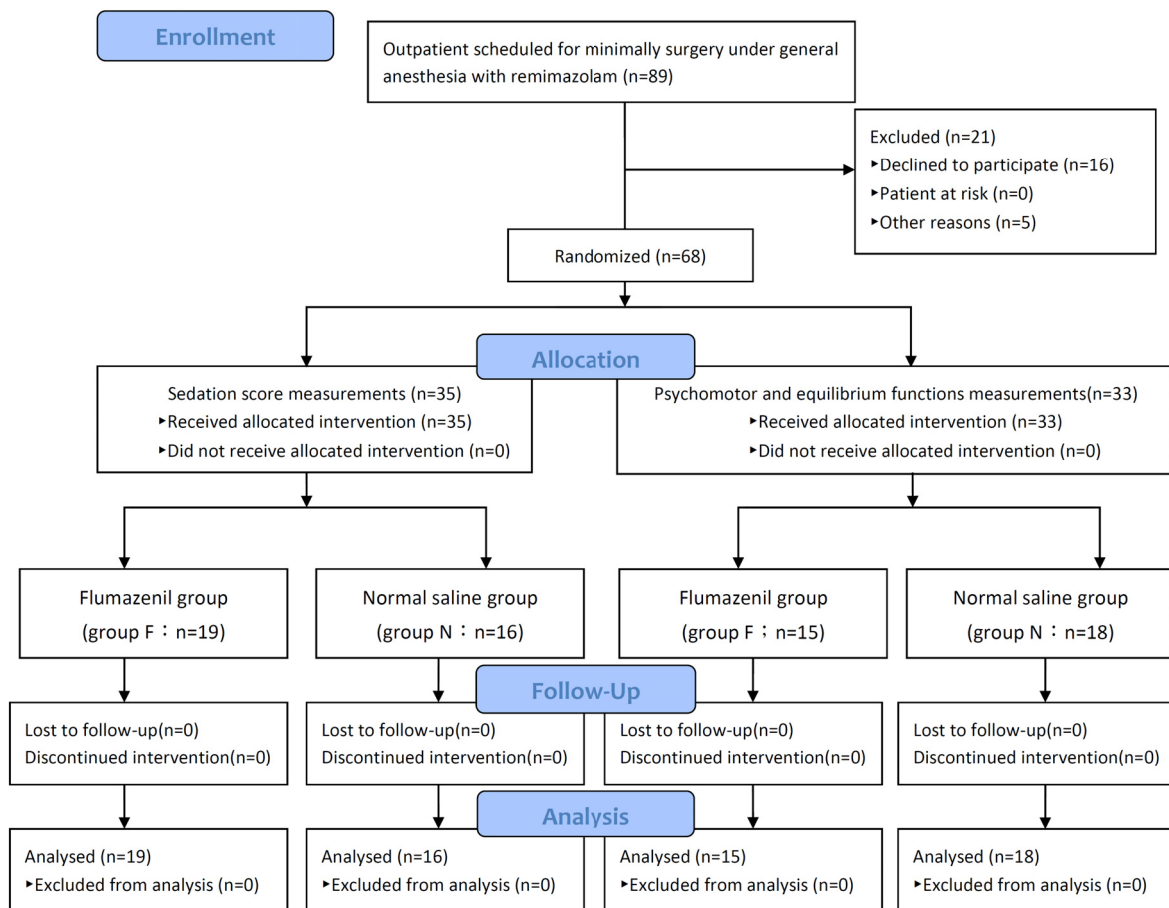 Enrollment
Outpatient scheduled for minimally surgery under general
anesthesia with remimazolam (n=89)
Excluded (n=21)
▸Declined to participate (n=16)
▸Patient at risk (n=0)
▸Other reasons (n=5)
Randomized (n=68)
Allocation
Sedation score measurements (n=35)
▸Received allocated intervention (n=35)
▸Did not receive allocated intervention (n=0)
Psychomotor and equilibrium functions measurements(n=33)
▸Received allocated intervention (n=33)
▸Did not receive allocated intervention (n=0)
Flumazenil group
(group F：n=19)
Normal saline group
(group N：n=16)
Flumazenil group
(group F；n=15)
Normal saline group
(group N：n=18)
Follow-Up
Lost to follow-up(n=0)
Discontinued intervention(n=0)
Lost to follow-up(n=0)
Discontinued intervention(n=0)
Lost to follow-up(n=0)
Discontinued intervention(n=0)
Lost to follow-up(n=0)
Discontinued intervention(n=0)
Analysis
Analysed (n=19)
▸Excluded from analysis (n=0)
Analysed (n=16)
▸Excluded from analysis (n=0)
Analysed (n=15)
▸Excluded from analysis (n=0)
Analysed (n=18)
▸Excluded from analysis (n=0)